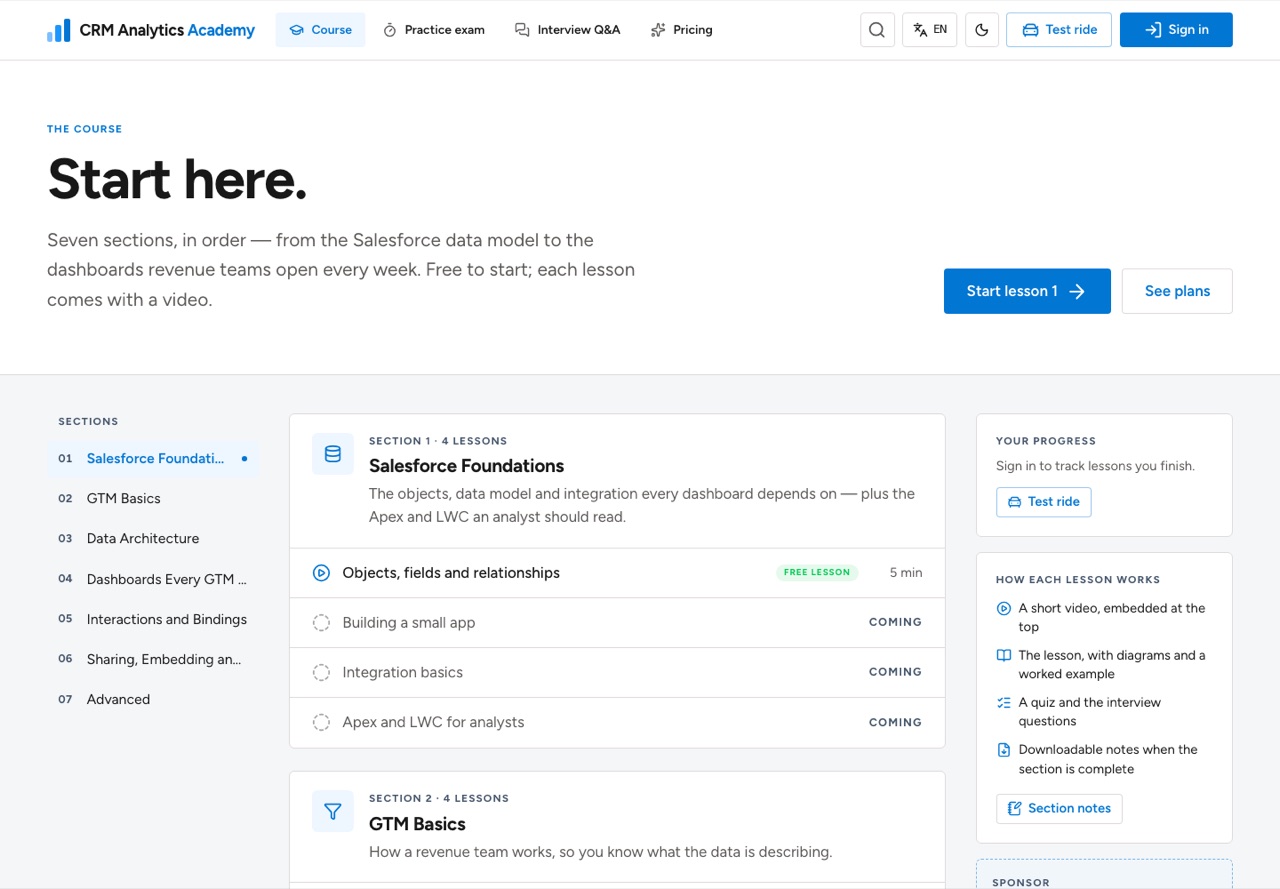 CRM Analytics Academy
Course
Practice exam
Interview Q&A
Pricing
EN
Test ride
Sign in
THE COURSE
Start here.
Seven sections, in order — from the Salesforce data model to the
dashboards revenue teams open every week. Free to start; each lesson
comes with a video.
Start lesson 1
See plans
SECTIONS
01 Salesforce Foundati...
02 GTM Basics
03 Data Architecture
04 Dashboards Every GTM ...
05 Interactions and Bindings
06 Sharing, Embedding an...
07 Advanced
SECTION 1 · 4 LESSONS
Salesforce Foundations
The objects, data model and integration every dashboard depends on — plus the
Apex and LWC an analyst should read.
Objects, fields and relationships FREE LESSON 5 min
Building a small app COMING
Integration basics COMING
Apex and LWC for analysts COMING
SECTION 2 · 4 LESSONS
GTM Basics
How a revenue team works, so you know what the data is describing.
YOUR PROGRESS
Sign in to track lessons you finish.
Test ride
HOW EACH LESSON WORKS
A short video, embedded at the
top
The lesson, with diagrams and a
worked example
A quiz and the interview
questions
Downloadable notes when the
section is complete
Section notes
SPONSOR